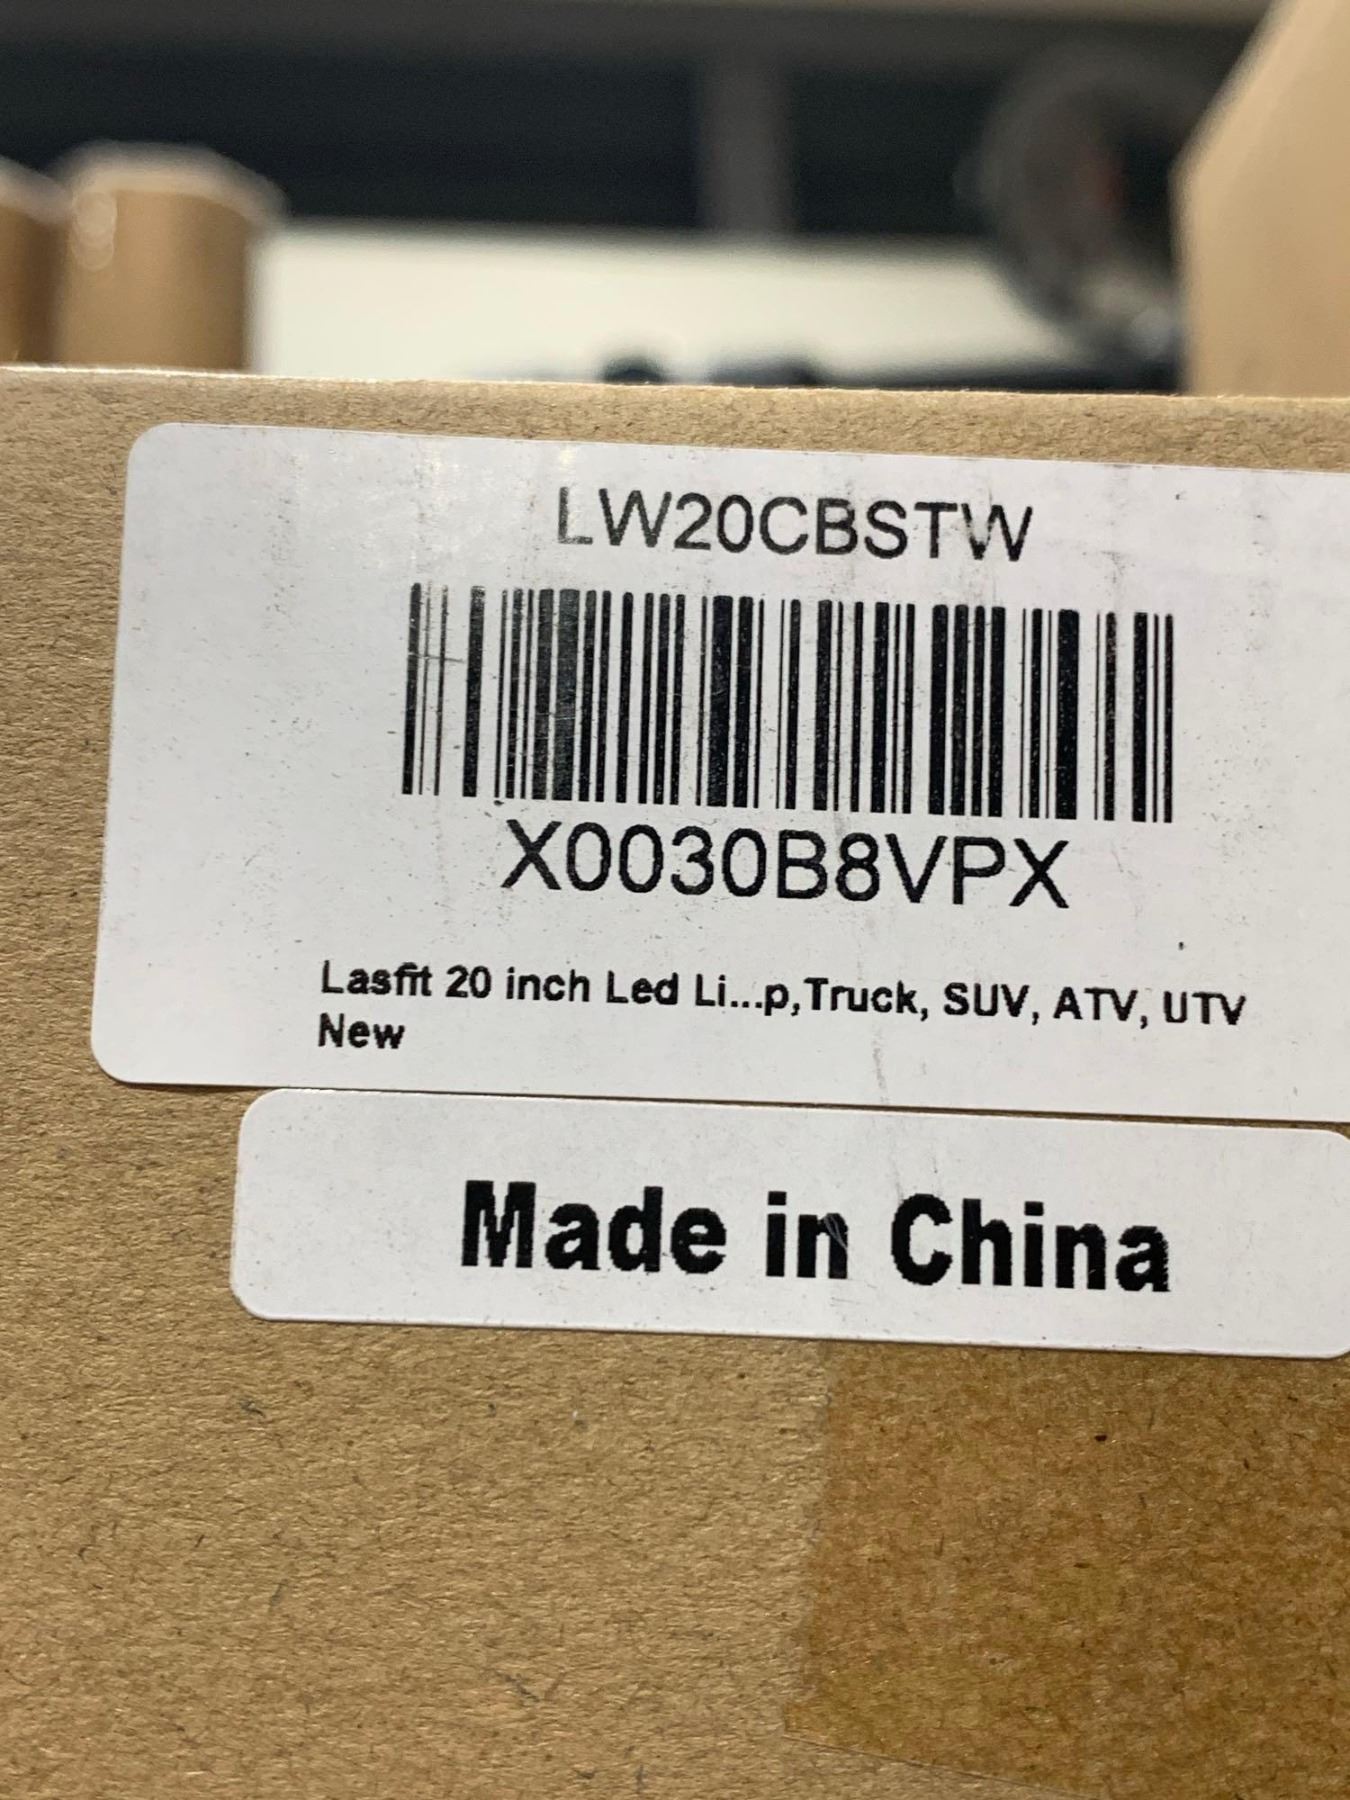 LW20CBSTW
X0030B8VPX
Lasfit 20 inch Led Li...p,Truck, SUV, ATV, UTV
New
Made in China